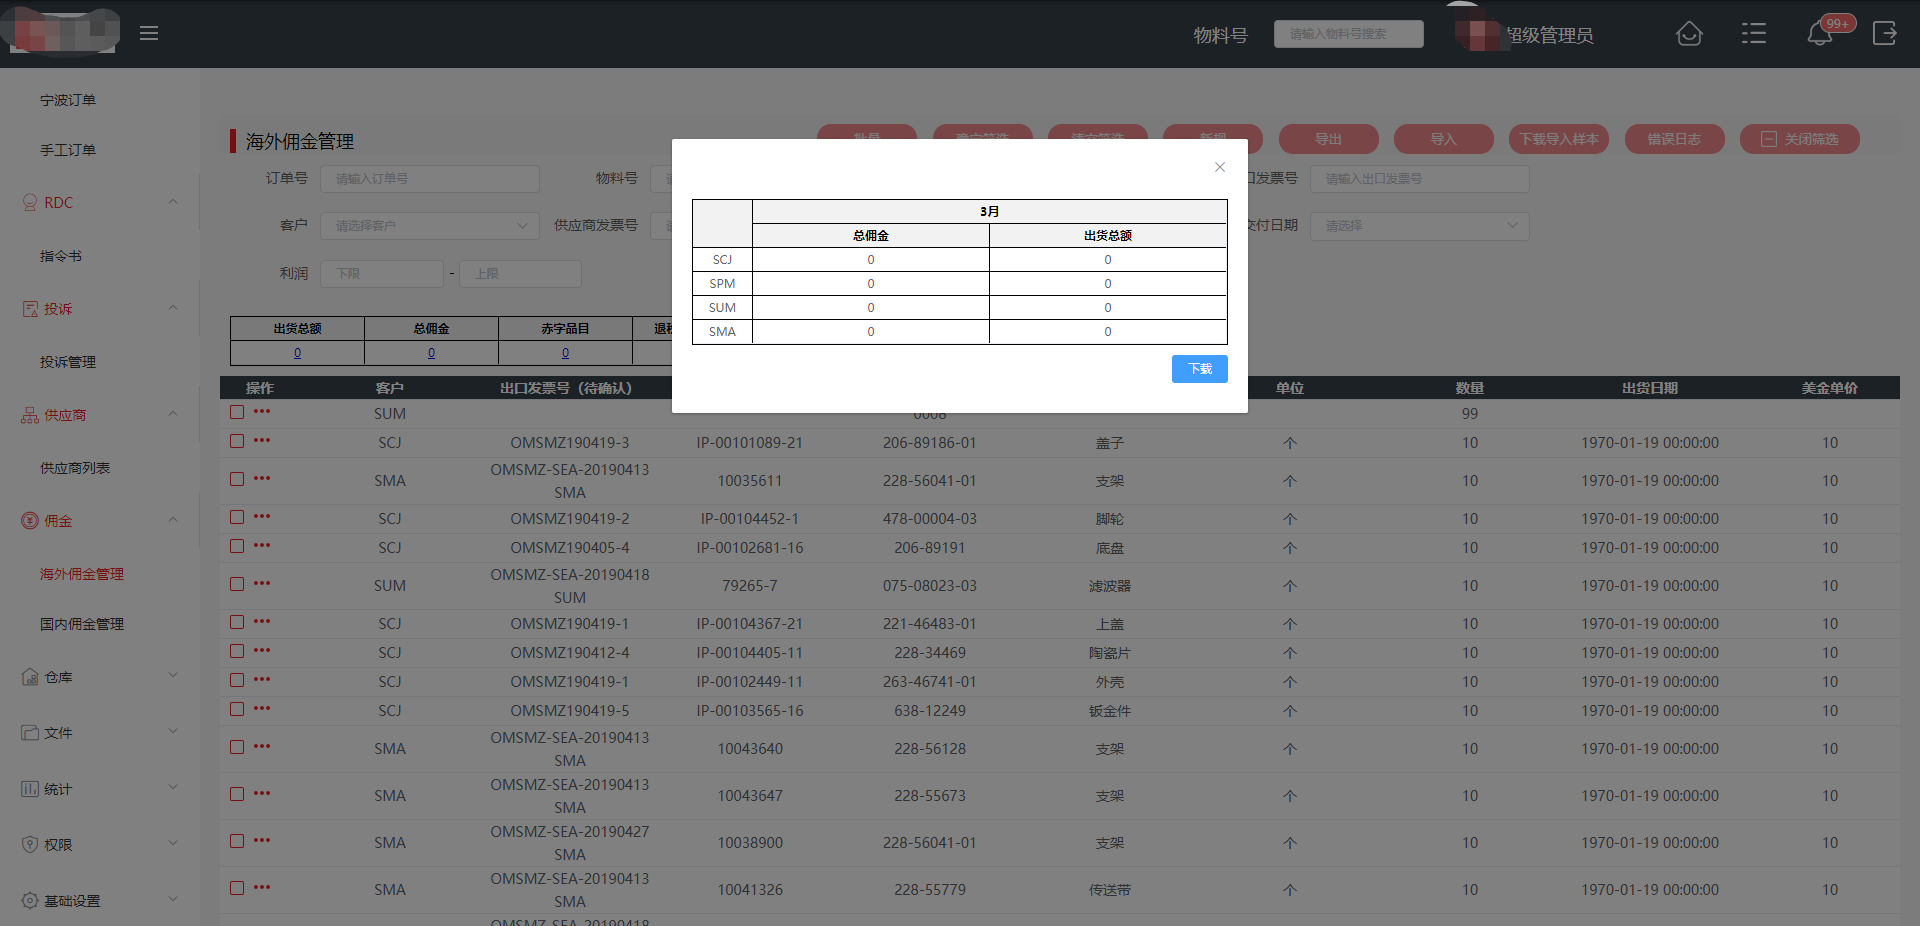 物料号 请输入物料号搜索 超级管理员 99+
宁波订单
手工订单
RDC
指令书
投诉
投诉管理
供应商
供应商列表
佣金
海外佣金管理
国内佣金管理
仓库
文件
统计
权限
基础设置
海外佣金管理
导出 导入 下载导入样本 错误日志 关闭筛选
订单号 请输入订单号 物料号 口发票号 请输入出口发票号
客户 请选择客户 供应商发票号 交付日期 请选择
利润 下限 - 上限
出货总额 总佣金 赤字品目
0 0 0
3月
总佣金 出货总额
SCJ 0 0
SPM 0 0
SUM 0 0
SMA 0 0
下载
操作 客户 出口发票号（待确认） 单位 数量 出货日期 美金单价
SUM 0008 99
SCJ OMSMZ190419-3 IP-00101089-21 206-89186-01 盖子 个 10 1970-01-19 00:00:00 10
SMA OMSMZ-SEA-20190413 SMA 10035611 228-56041-01 支架 个 10 1970-01-19 00:00:00 10
SCJ OMSMZ190419-2 IP-00104452-1 478-00004-03 脚轮 个 10 1970-01-19 00:00:00 10
SCJ OMSMZ190405-4 IP-00102681-16 206-89191 底盘 个 10 1970-01-19 00:00:00 10
SUM OMSMZ-SEA-20190418 SUM 79265-7 075-08023-03 滤波器 个 10 1970-01-19 00:00:00 10
SCJ OMSMZ190419-1 IP-00104367-21 221-46483-01 上盖 个 10 1970-01-19 00:00:00 10
SCJ OMSMZ190412-4 IP-00104405-11 228-34469 陶瓷片 个 10 1970-01-19 00:00:00 10
SCJ OMSMZ190419-1 IP-00102449-11 263-46741-01 外壳 个 10 1970-01-19 00:00:00 10
SCJ OMSMZ190419-5 IP-00103565-16 638-12249 钣金件 个 10 1970-01-19 00:00:00 10
SMA OMSMZ-SEA-20190413 SMA 10043640 228-56128 支架 个 10 1970-01-19 00:00:00 10
SMA OMSMZ-SEA-20190413 SMA 10043647 228-55673 支架 个 10 1970-01-19 00:00:00 10
SMA OMSMZ-SEA-20190427 SMA 10038900 228-56041-01 支架 个 10 1970-01-19 00:00:00 10
SMA OMSMZ-SEA-20190413 SMA 10041326 228-55779 传送带 个 10 1970-01-19 00:00:00 10